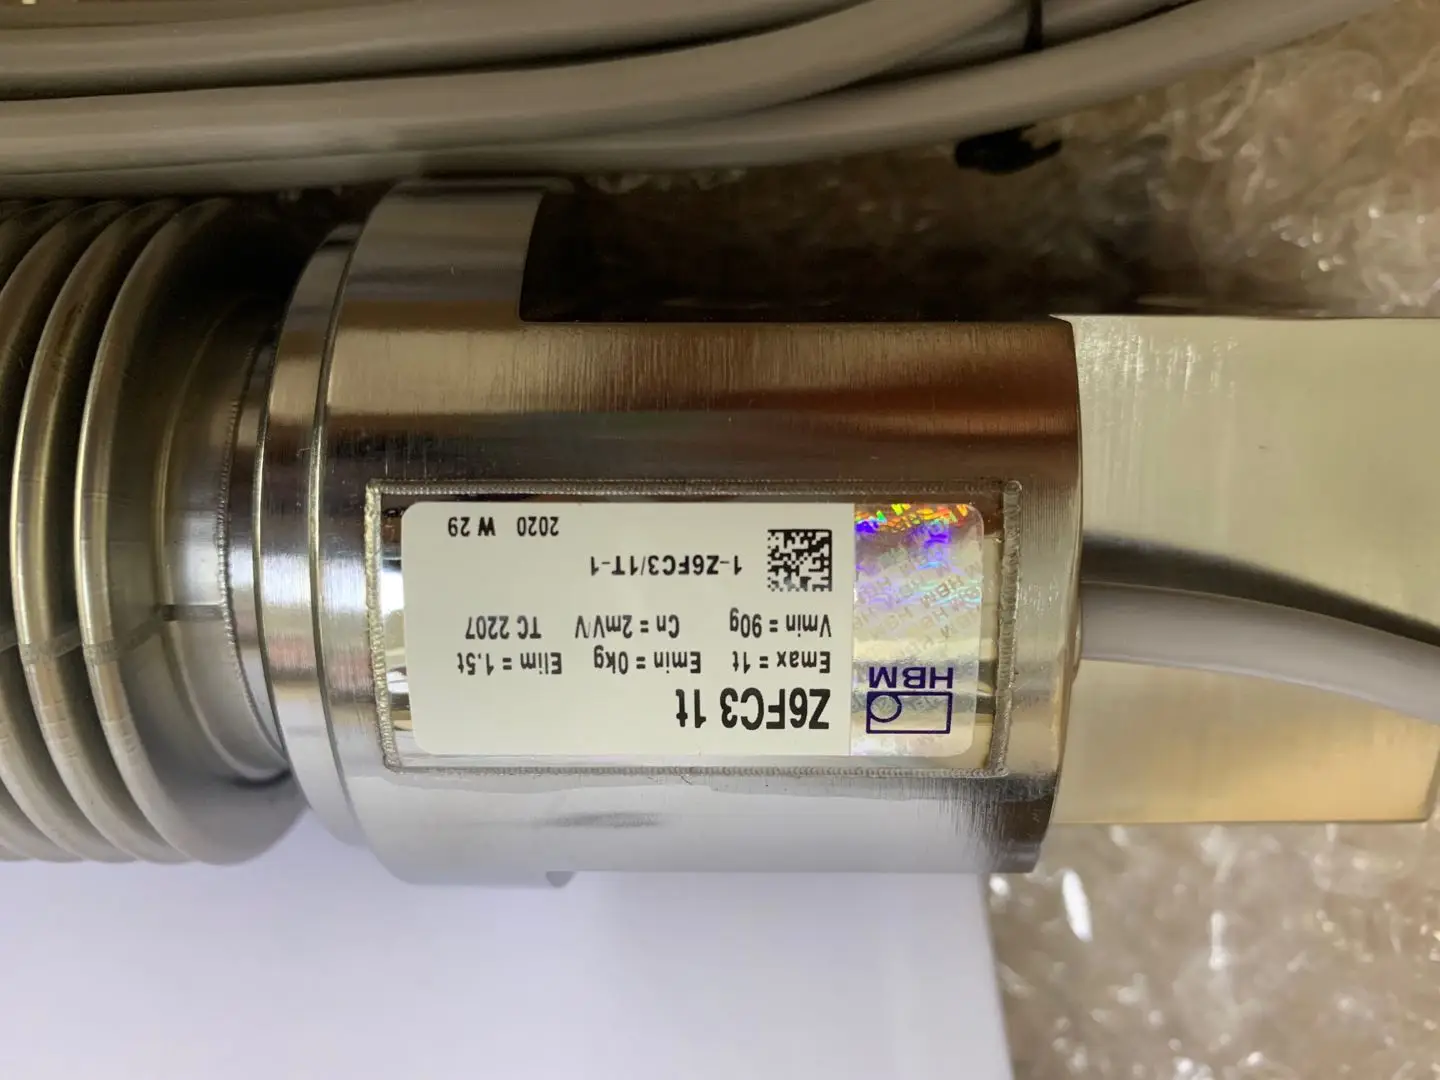 HBM
Z6FC3 1t
Emax = 1t Emin = 0kg Elim = 1.5t
Vmin = 90g Cn = 2mV/V TC 2207
1-Z6FC3/1T-1
2020 W 29